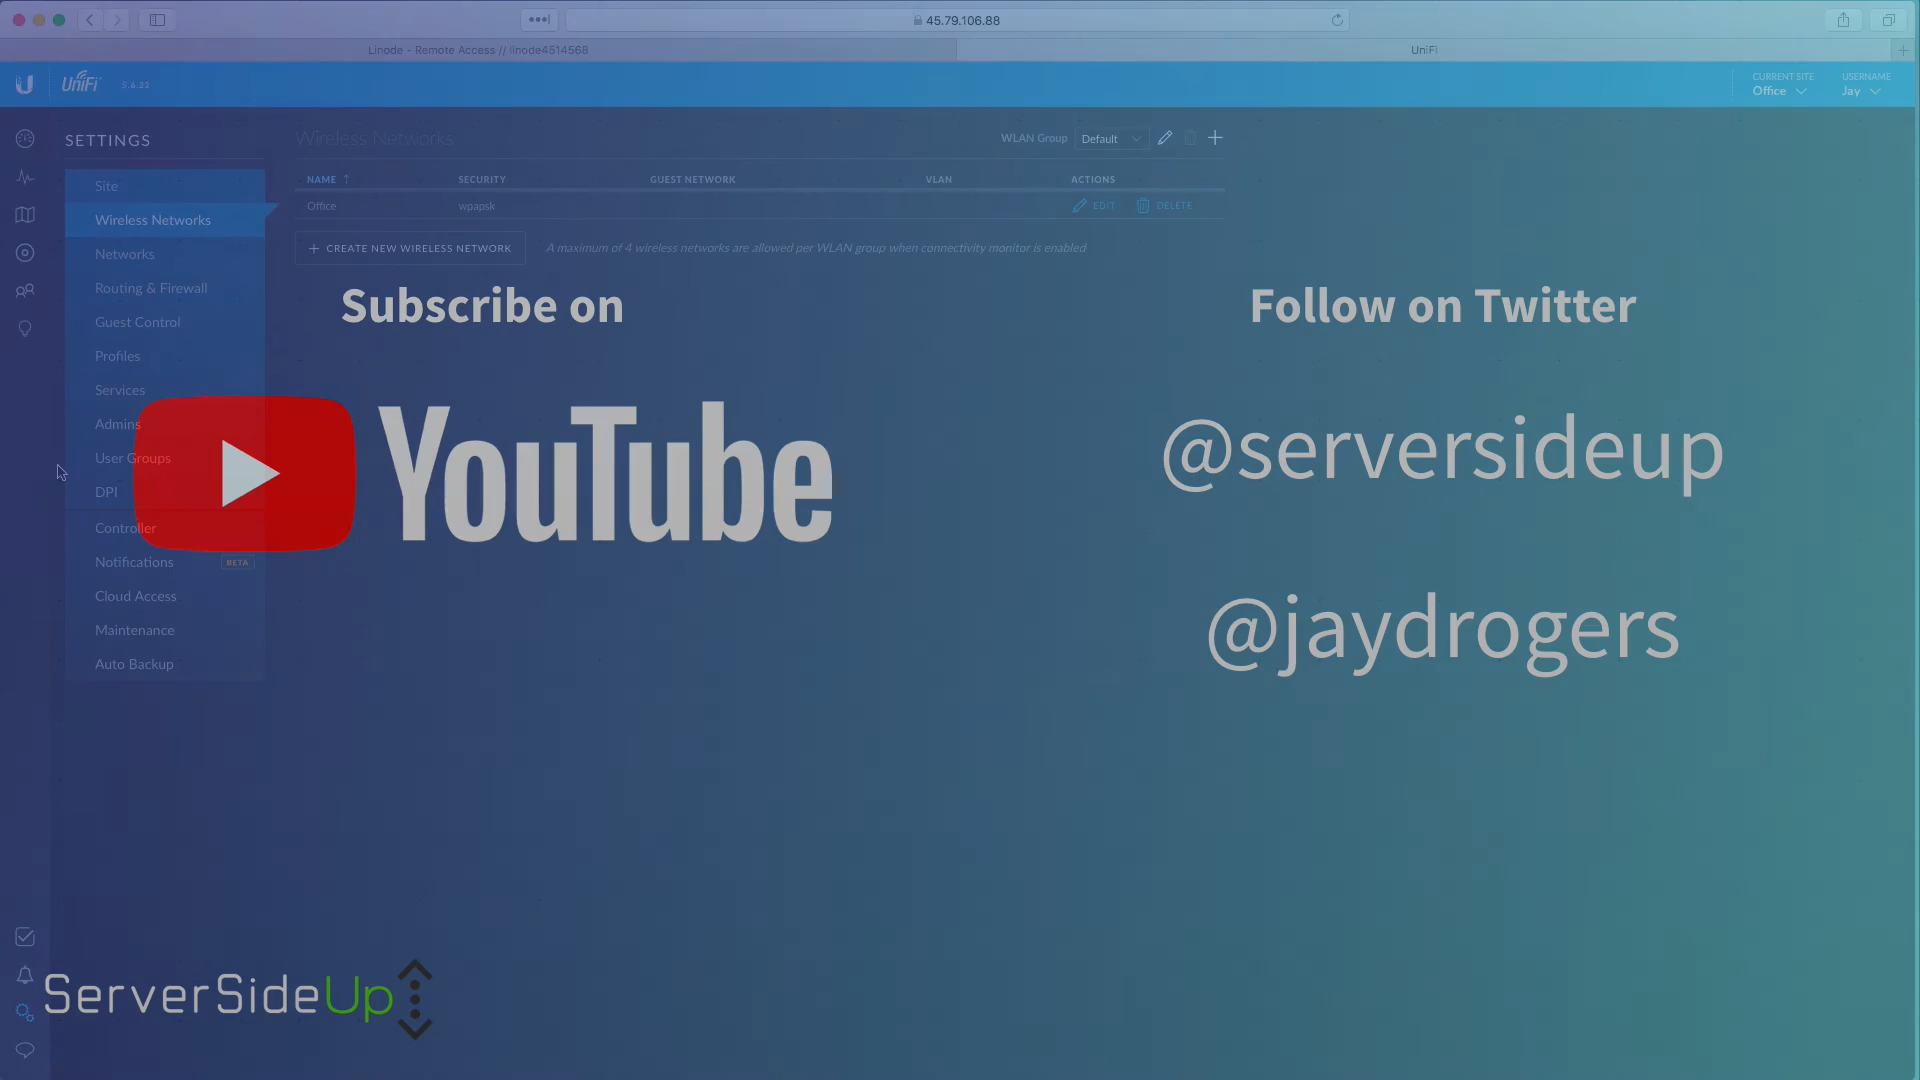 45.79.106.88
Linode - Remote Access // linode4514568
UniFi
UniFi 5.6.22
CURRENT SITE
Office
USERNAME
Jay
SETTINGS
Wireless Networks
WLAN Group Default
Site
NAME ↑ SECURITY GUEST NETWORK VLAN ACTIONS
Office wpapsk EDIT DELETE
Wireless Networks
CREATE NEW WIRELESS NETWORK
A maximum of 4 wireless networks are allowed per WLAN group when connectivity monitor is enabled
Networks
Routing & Firewall
Guest Control
Profiles
Services
Admins
User Groups
DPI
Controller
Notifications BETA
Cloud Access
Maintenance
Auto Backup
Subscribe on
YouTube
Follow on Twitter
@serversideup
@jaydrogers
ServerSideUp